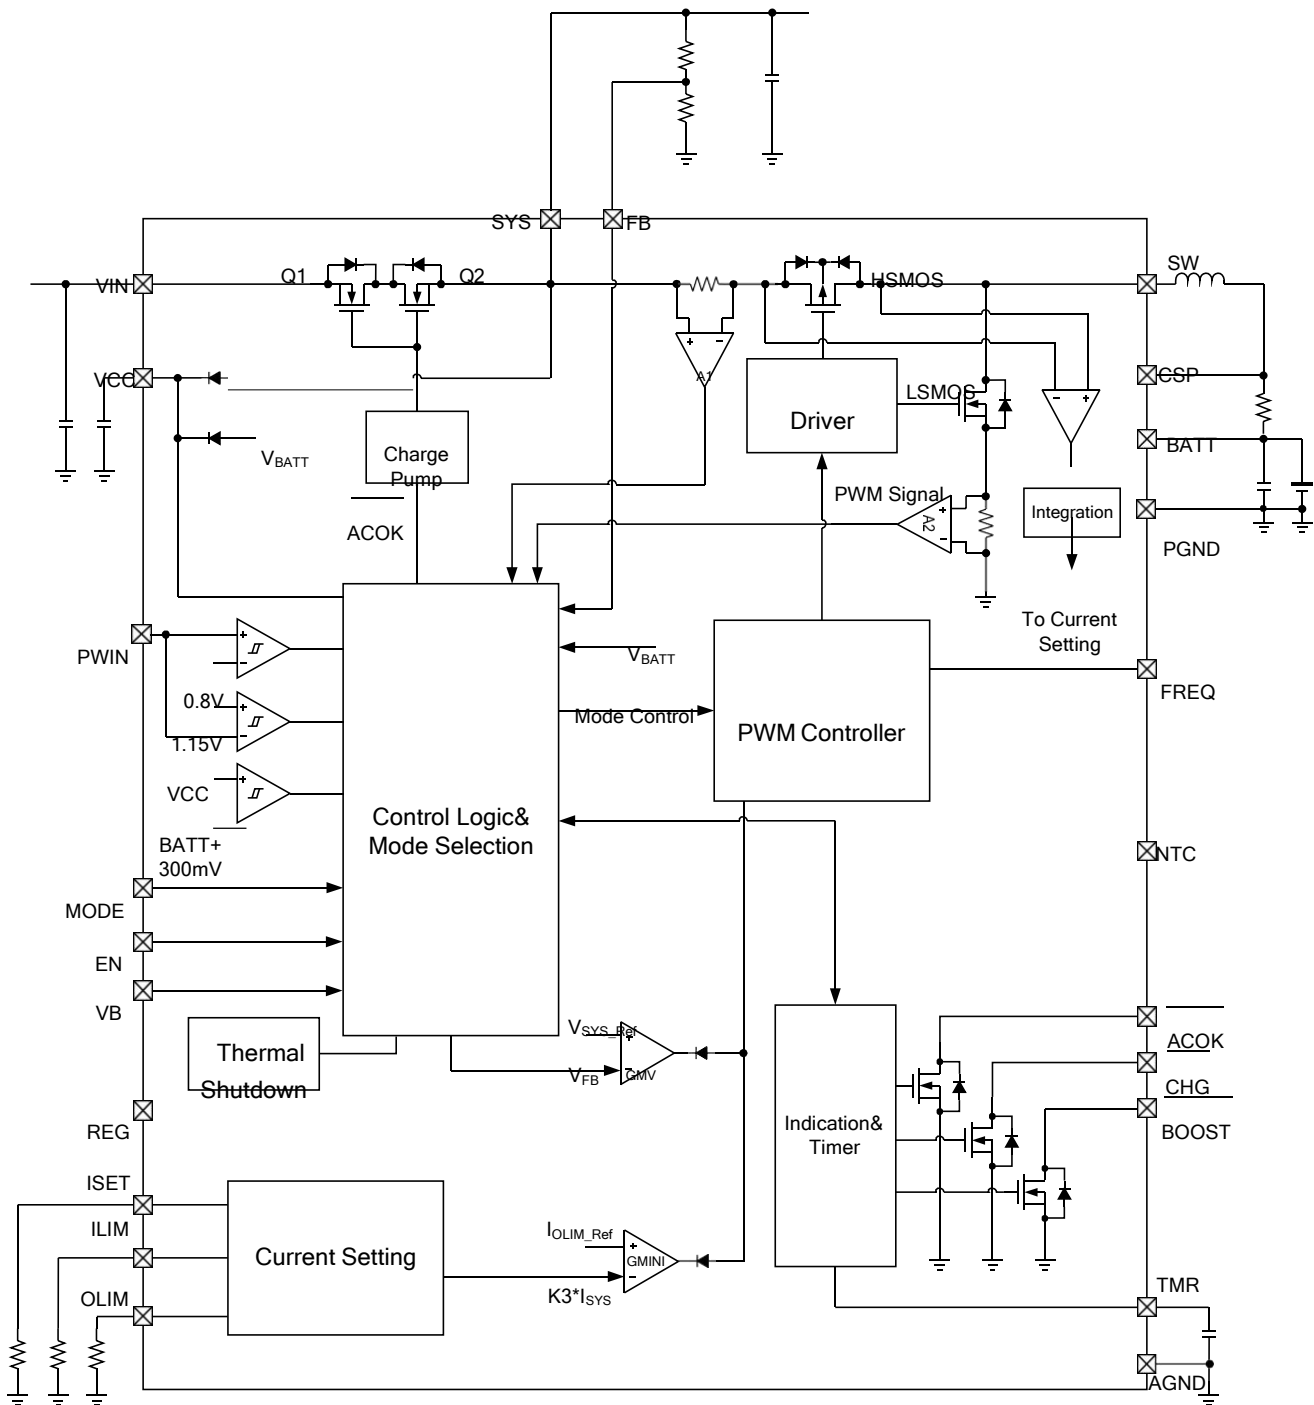 SYS
FB
SW
VIN
Q1
Q2
HSMOS
VCC
A1
CSP
LSMOS
Driver
BATT
VBATT
Charge
Pump
PWM Signal
A2
Integration
ACOK
PGND
To Current
Setting
PWIN
VBATT
FREQ
0.8V
Mode Control
PWM Controller
1.15V
VCC
Control Logic&
Mode Selection
BATT+
300mV
NTC
MODE
EN
VB
VSYS_Ref
Thermal
Shutdown
VFB
GMV
ACOK
CHG
REG
Indication&
Timer
BOOST
ISET
ILIM
IOLIM_Ref
Current Setting
GMINI
OLIM
K3*ISYS
TMR
AGND
+
-
+
-
-
+
+
-
+
-
+
-
+
+
-
+
-